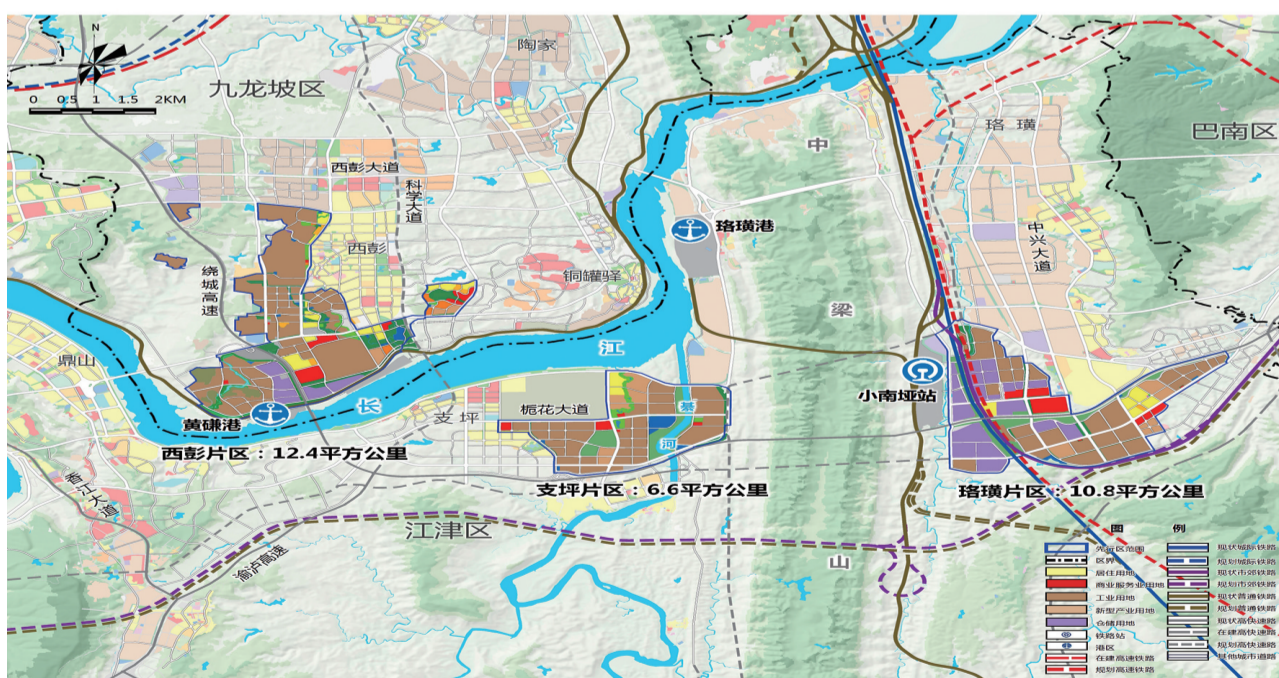 N
0 0.5 1 1.5 2KM
九龙坡区
陶家
巴南区
珞璜
中
西彭大道
科学大道
西彭
珞璜港
中兴大道
绕城高速
铜罐驿
梁
江
鼎山
小南垭站
长
黄磏港
支坪
栀花大道
綦
河
西彭片区：12.4平方公里
支坪片区：6.6平方公里
珞璜片区：10.8平方公里
香江大道
江津区
渝泸高速
山
图 例
先行区范围
区界
居住用地
商业服务业用地
工业用地
新型产业用地
仓储用地
铁路站
港区
在建高速铁路
规划高速铁路
现状城际铁路
规划城际铁路
现状市郊铁路
规划市郊铁路
现状普通铁路
规划普通铁路
现状高快速路
在建高快速路
规划高快速路
其他城市道路